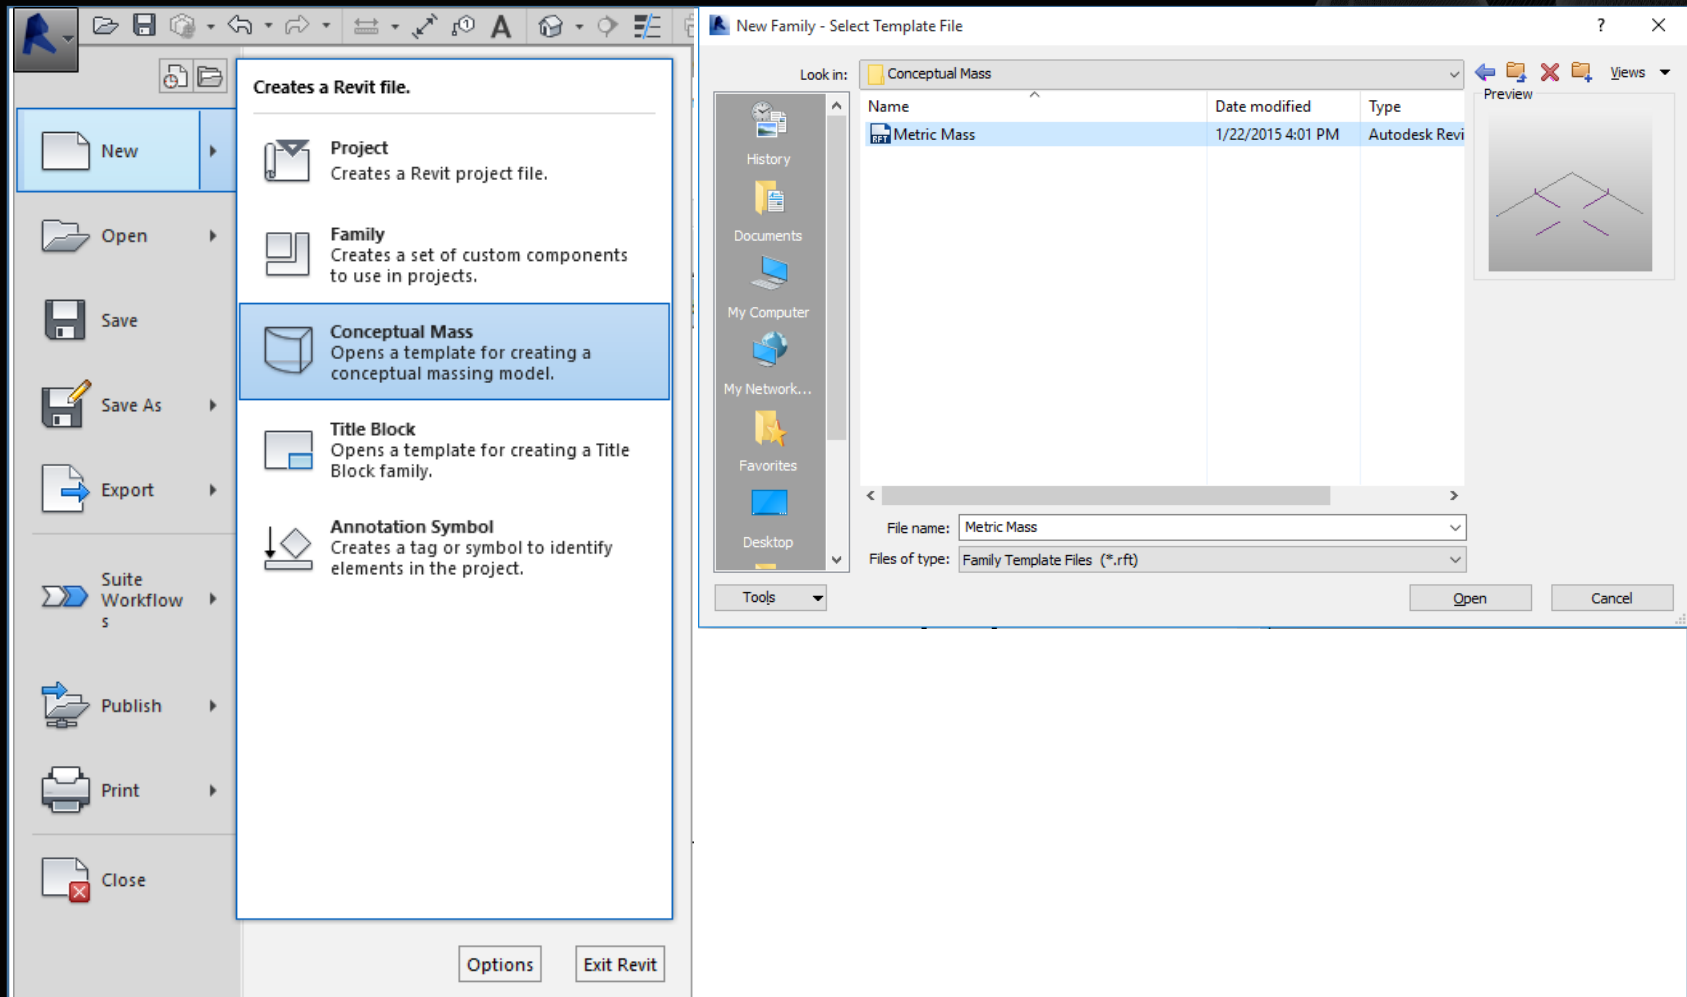 New
Open
Save
Save As
Export
Suite
Workflow
s
Publish
Print
Close
Creates a Revit file.
Project
Creates a Revit project file.
Family
Creates a set of custom components
to use in projects.
Conceptual Mass
Opens a template for creating a
conceptual massing model.
Title Block
Opens a template for creating a Title
Block family.
Annotation Symbol
Creates a tag or symbol to identify
elements in the project.
Options
Exit Revit
New Family - Select Template File
Look in:
Conceptual Mass
Views
History
Documents
My Computer
My Network...
Favorites
Desktop
Name
Date modified
Type
Metric Mass
1/22/2015 4:01 PM
Autodesk Revi
Preview
File name:
Metric Mass
Files of type:
Family Template Files (*.rft)
Tools
Open
Cancel